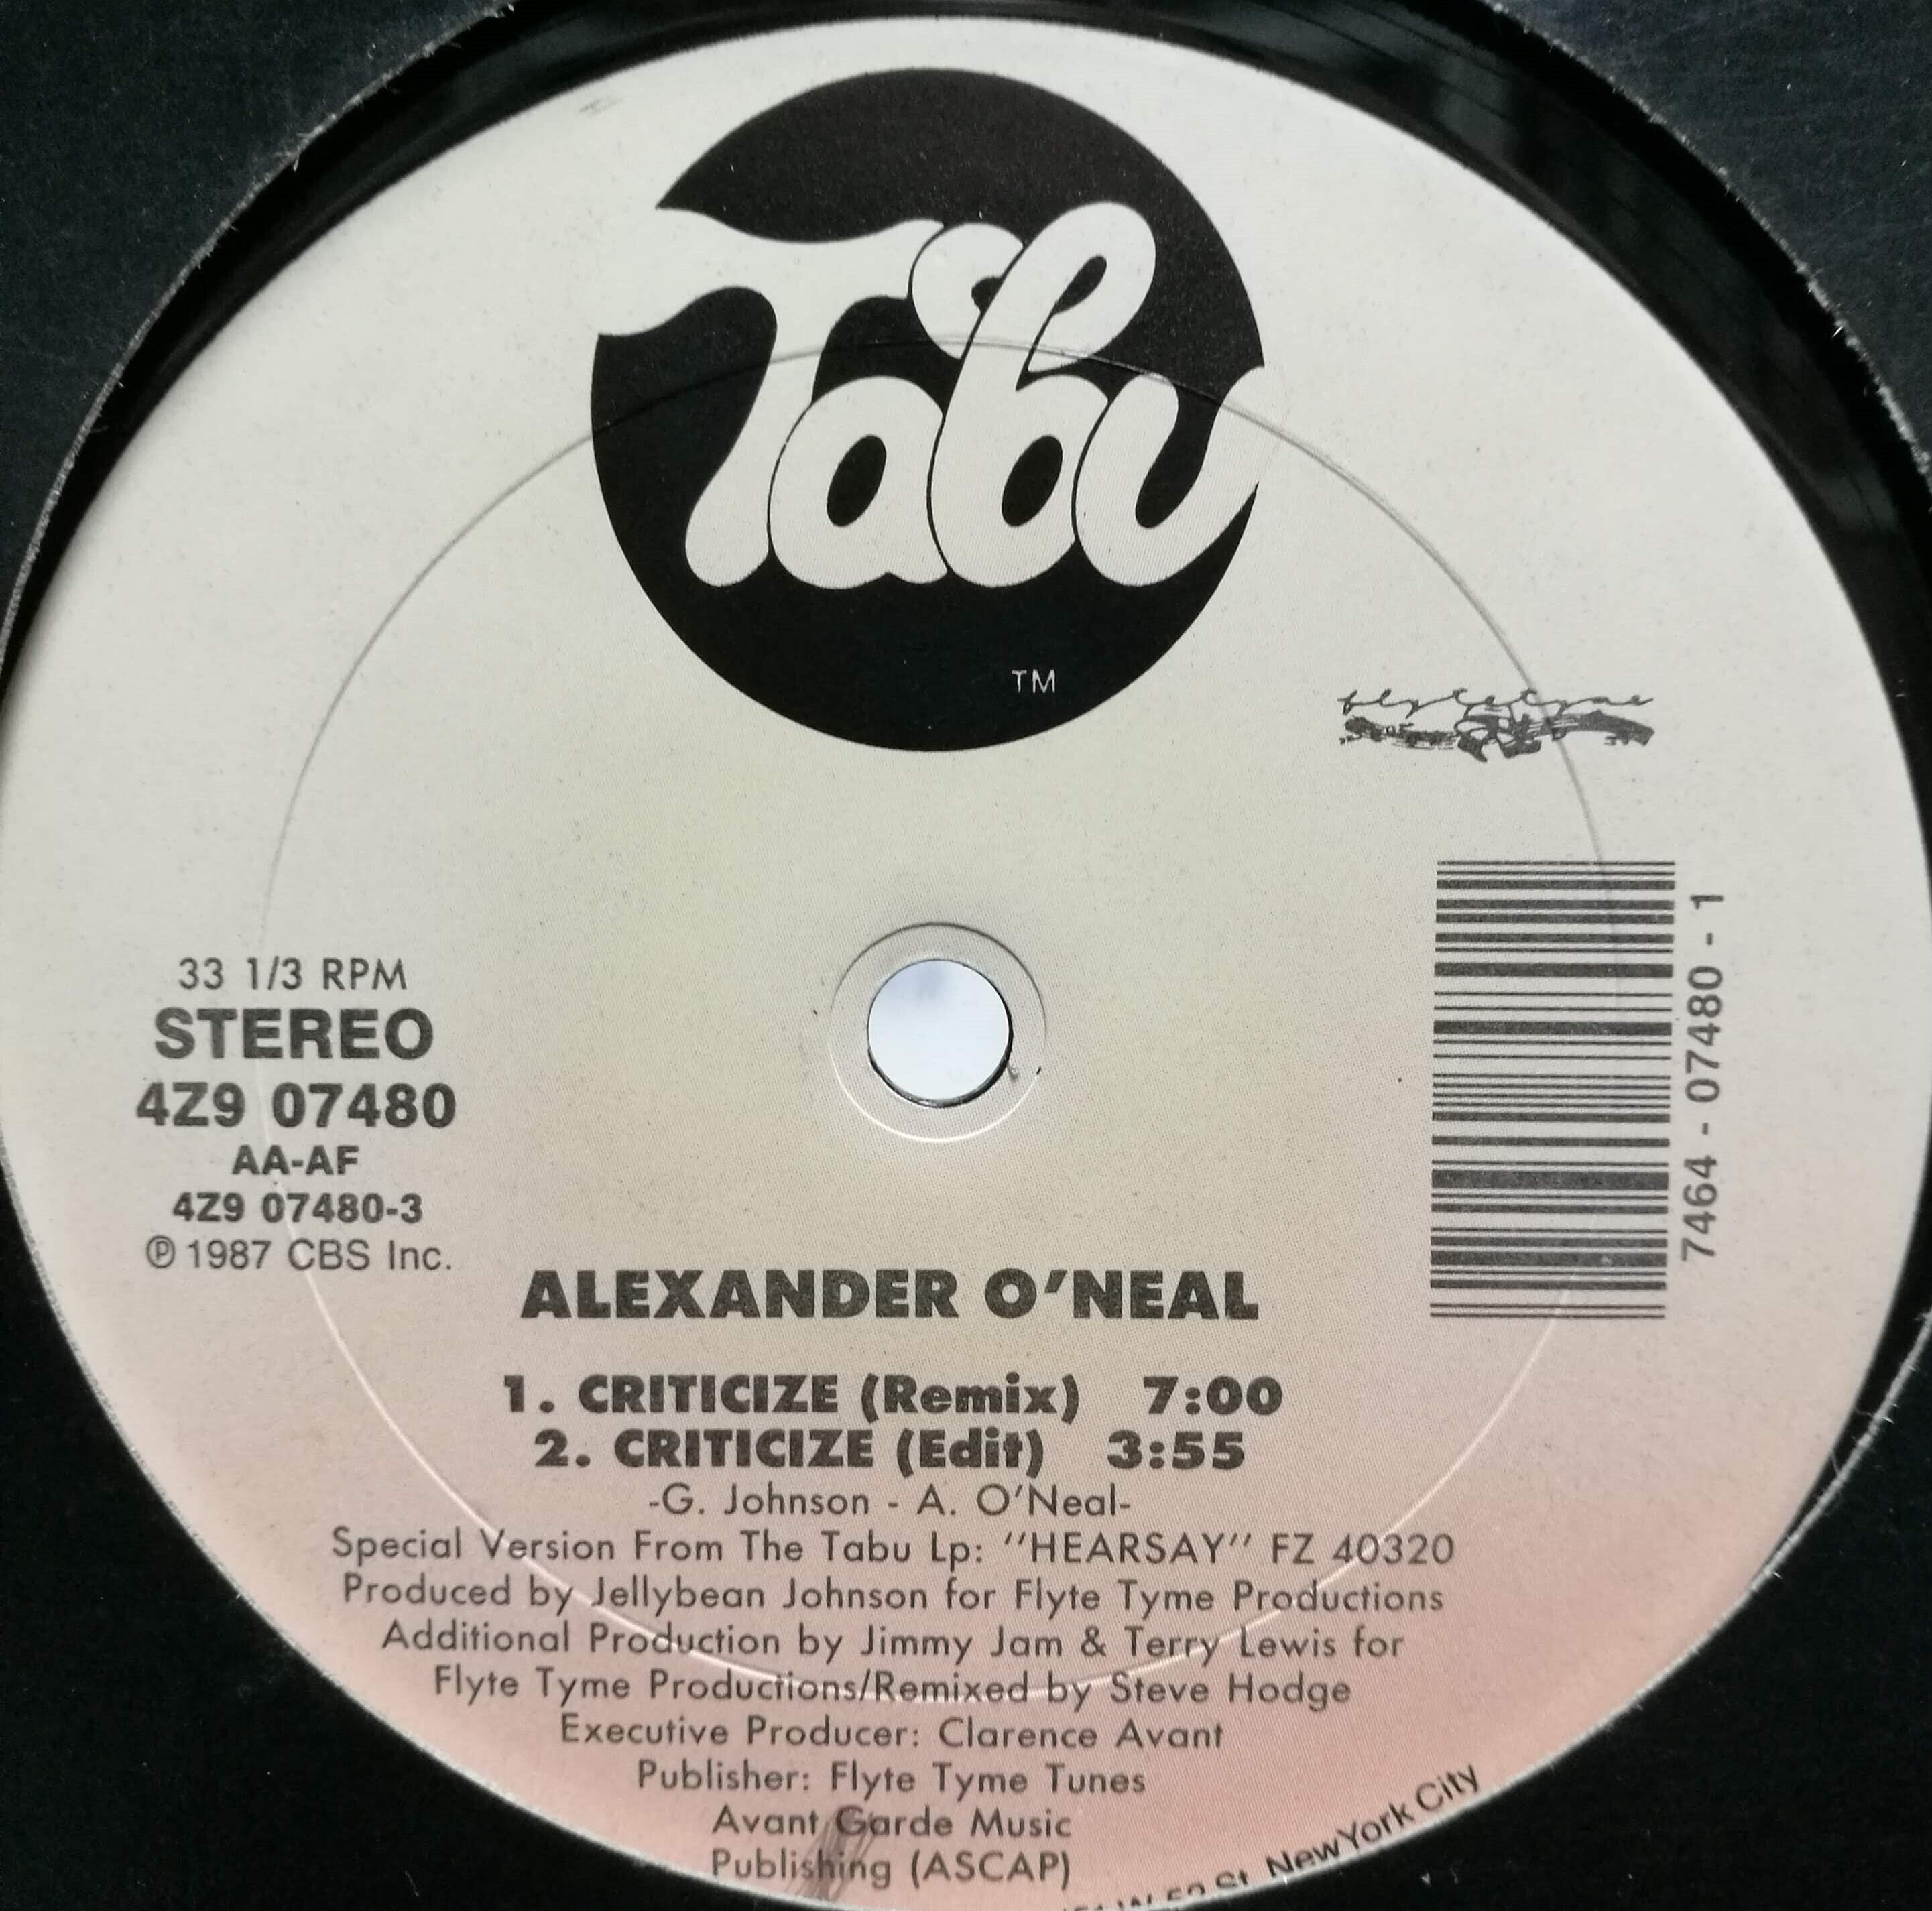 Tabu
TM
flytetyme
33 1/3 RPM
STEREO
4Z9 07480
AA-AF
4Z9 07480-3
℗ 1987 CBS Inc.
7464 - 07480 - 1
ALEXANDER O'NEAL
1. CRITICIZE (Remix) 7:00
2. CRITICIZE (Edit) 3:55
-G. Johnson - A. O'Neal-
Special Version From The Tabu Lp: "HEARSAY" FZ 40320
Produced by Jellybean Johnson for Flyte Tyme Productions
Additional Production by Jimmy Jam & Terry Lewis for
Flyte Tyme Productions/Remixed by Steve Hodge
Executive Producer: Clarence Avant
Publisher: Flyte Tyme Tunes
Avant Garde Music
Publishing (ASCAP)
W. 52 St. New York City